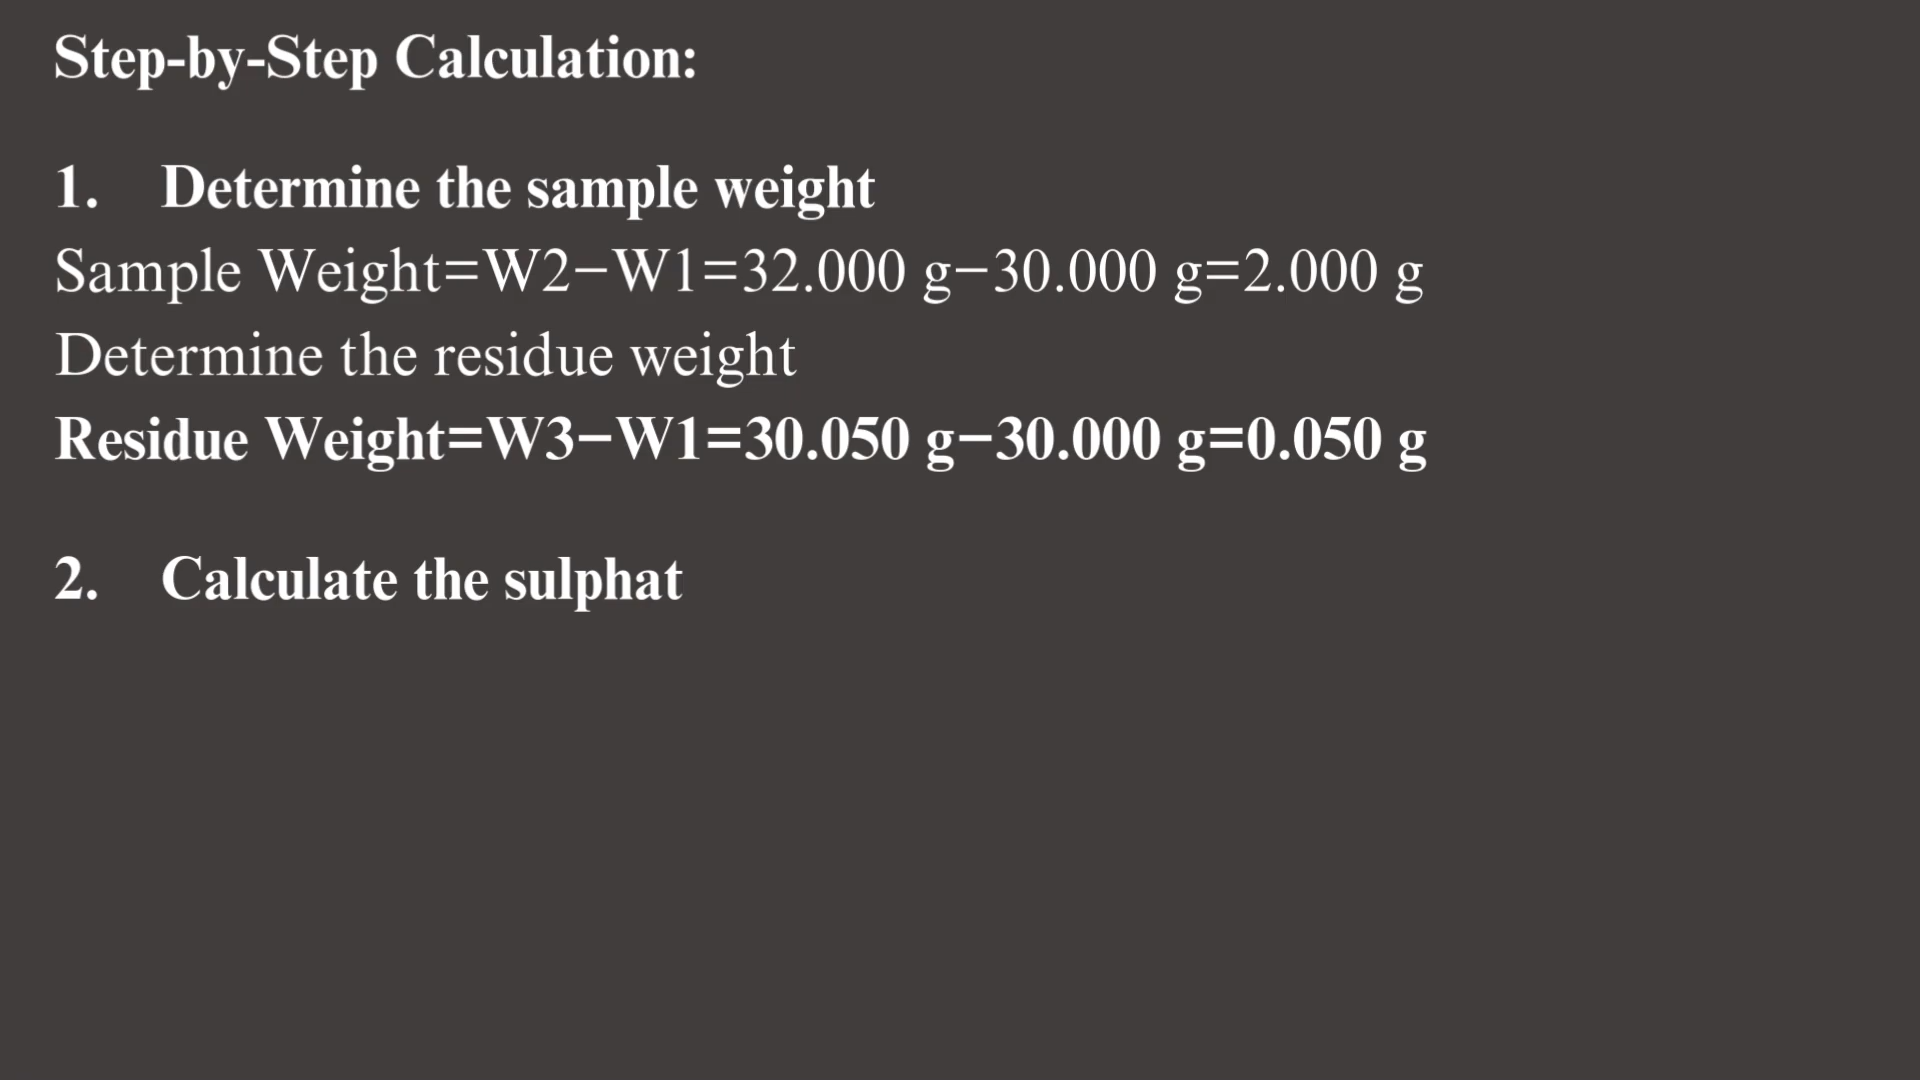 Step-by-Step Calculation:
1. Determine the sample weight
Sample Weight=W2−W1=32.000 g−30.000 g=2.000 g
Determine the residue weight
Residue Weight=W3−W1=30.050 g−30.000 g=0.050 g
2. Calculate the sulphat